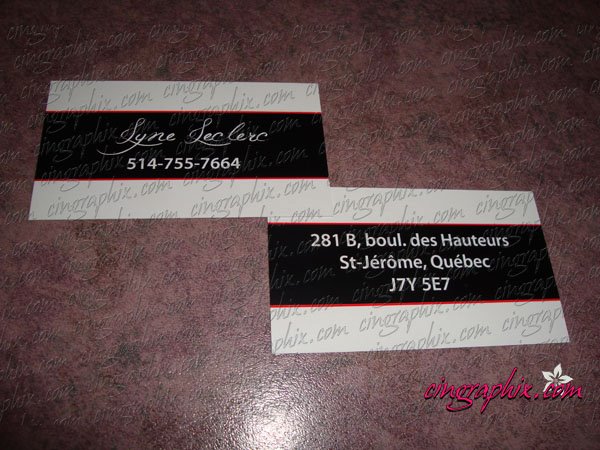 Lyne Leclerc
514-755-7664
281 B, boul. des Hauteurs
St-Jérôme, Québec
J7Y 5E7
cingraphix.com